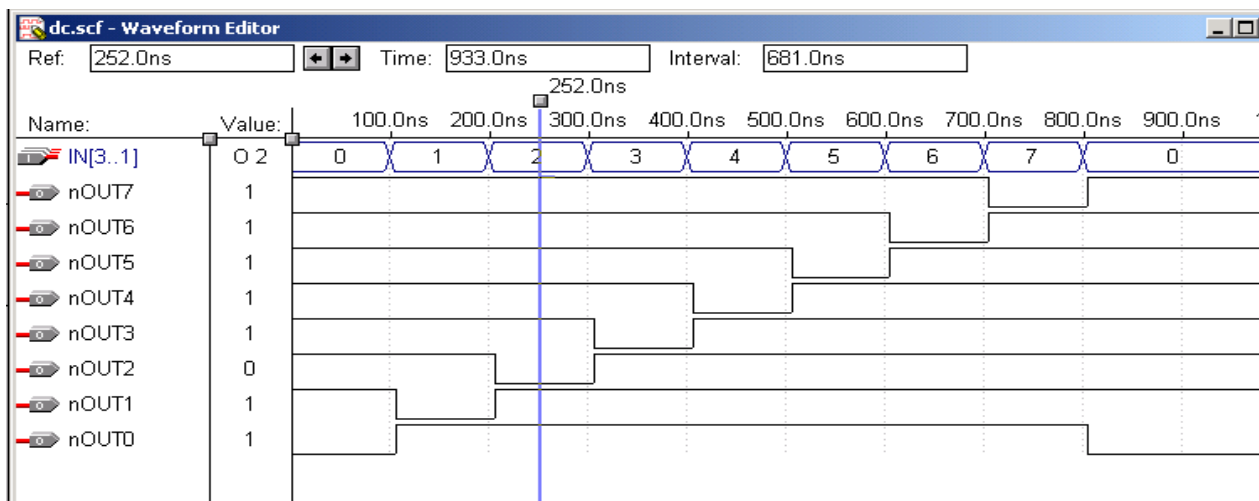 dc.scf - Waveform Editor
Ref: 252.0ns Time: 933.0ns Interval: 681.0ns
252.0ns
Name: Value: 100.0ns 200.0ns 300.0ns 400.0ns 500.0ns 600.0ns 700.0ns 800.0ns 900.0ns 1
IN[3..1] O 2 0 1 2 3 4 5 6 7 0
nOUT7 1
nOUT6 1
nOUT5 1
nOUT4 1
nOUT3 1
nOUT2 0
nOUT1 1
nOUT0 1